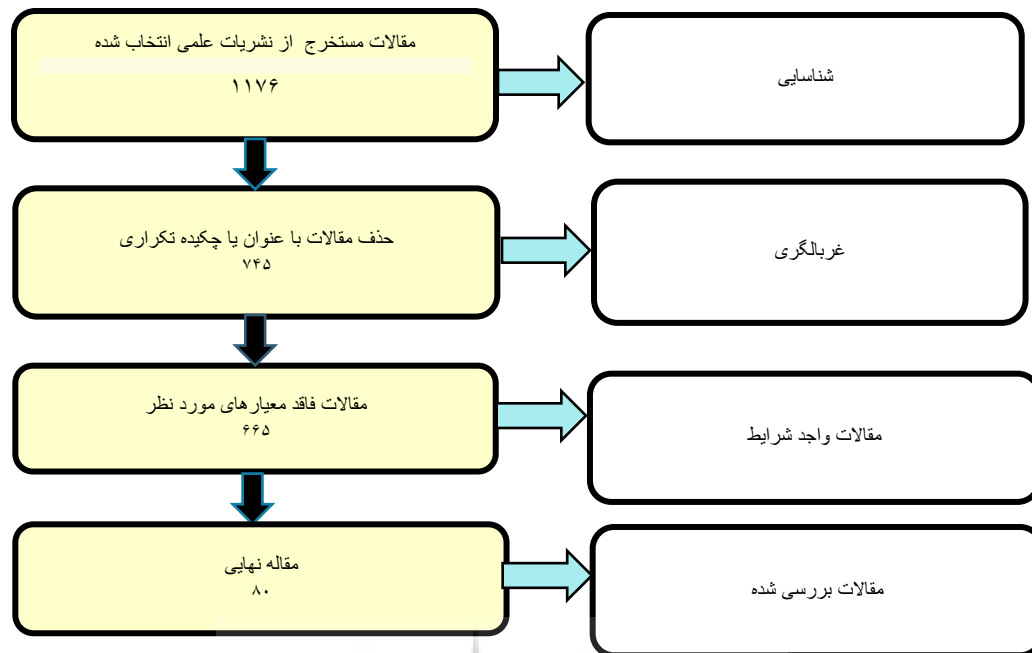 مقالات مستخرج از نشریات علمی انتخاب شده
۱۱۷۶
شناسایی
حذف مقالات با عنوان یا چکیده تکراری
۷۴۵
غربالگری
مقالات فاقد معیارهای مورد نظر
۶۶۵
مقالات واجد شرایط
مقاله نهایی
۸۰
مقالات بررسی شده